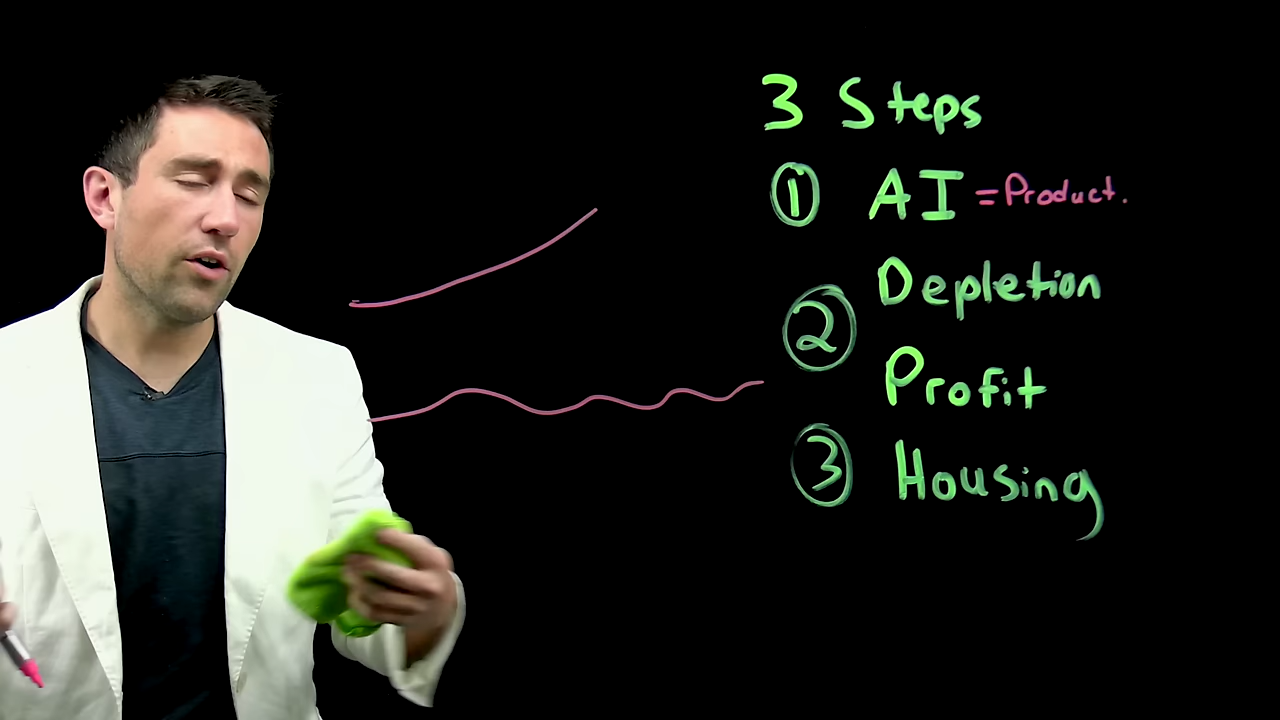 3 Steps
① AI = Product.
② Depletion
Profit
③ Housing